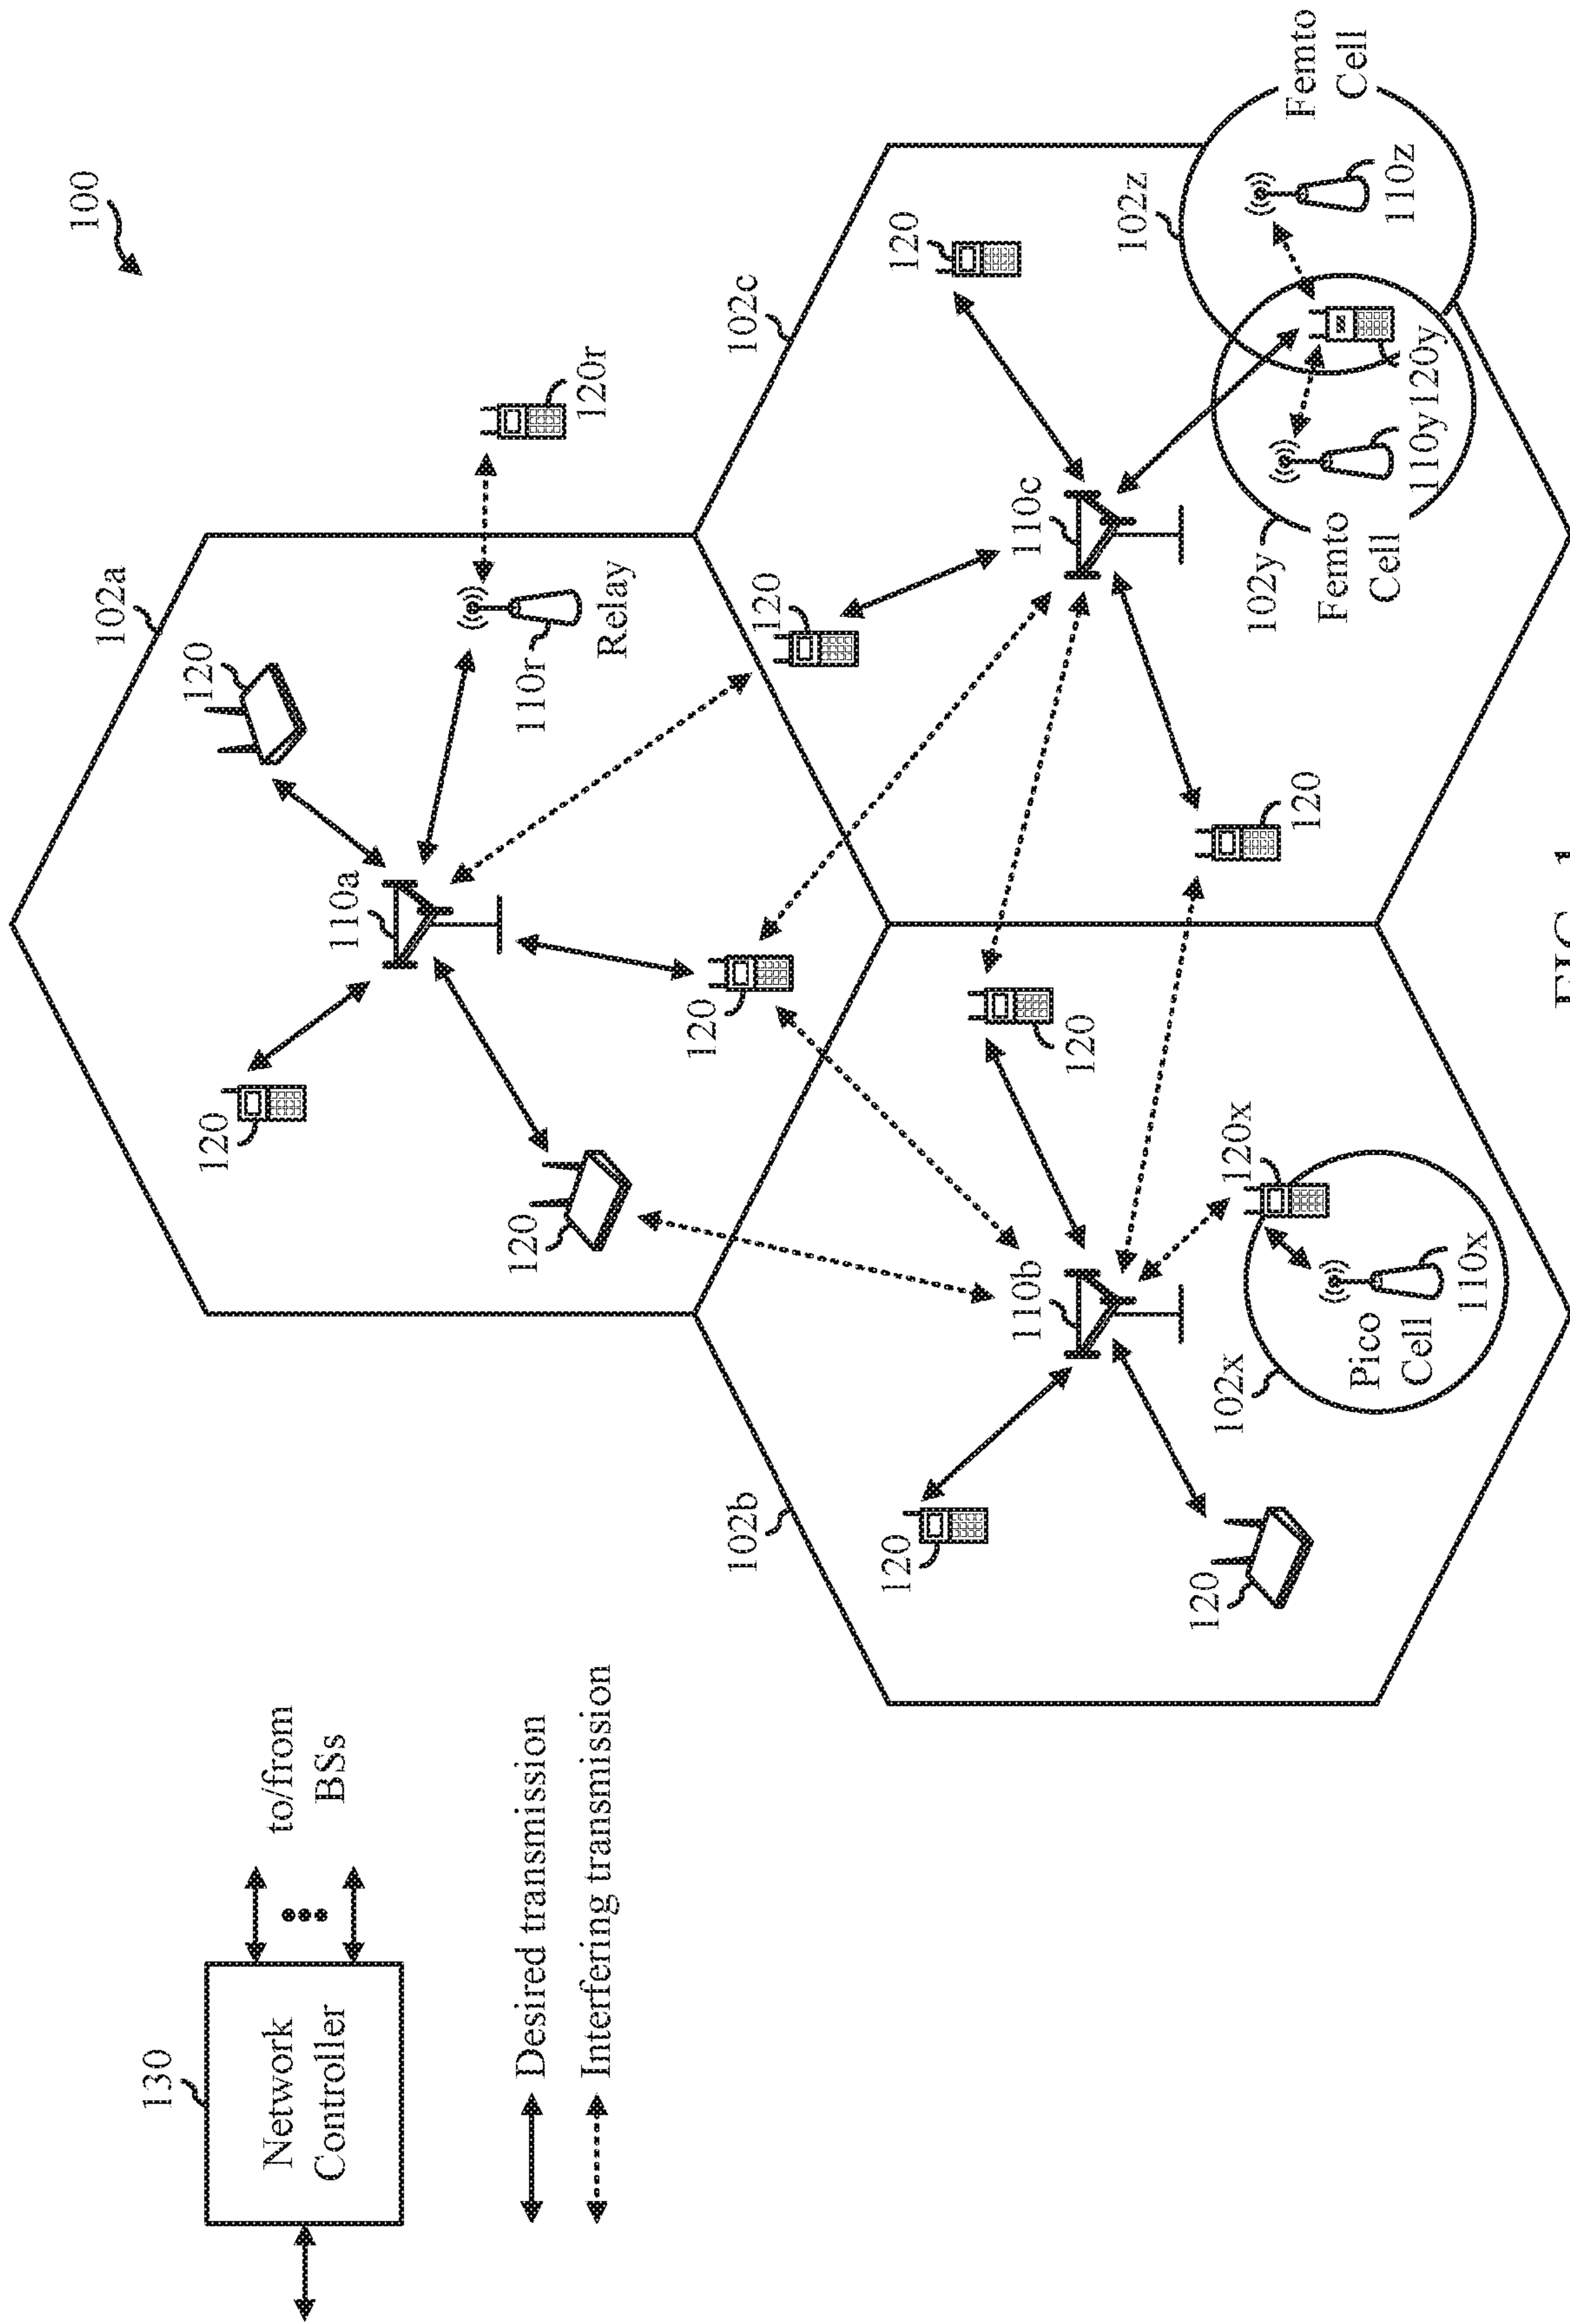 100
102a
130
120
120
Network
Controller
to/from
BSs
110a
Desired transmission
120
110r
120r
Interfering transmission
Relay
120
102b
102c
120
120
120
110b
110c
120
102z
120
102x
120x
102y
Femto
Cell
120
Femto
Cell
Pico
Cell
110z
110y
120y
110x